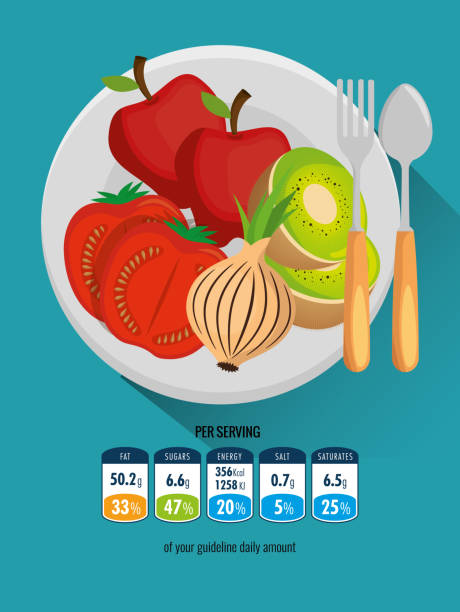 PER SERVING
FAT SUGARS ENERGY SALT SATURATES
50.2g 6.6g 356Kcal 1258 KJ 0.7g 6.5g
33% 47% 20% 5% 25%
of your guideline daily amount